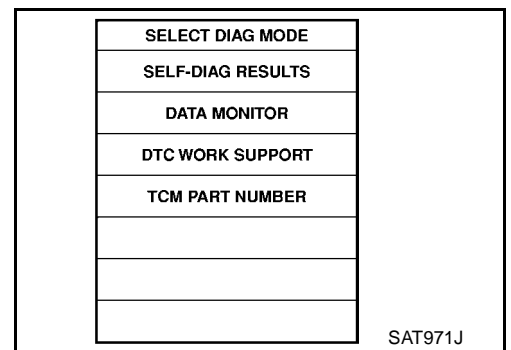 SELECT DIAG MODE
SELF-DIAG RESULTS
DATA MONITOR
DTC WORK SUPPORT
TCM PART NUMBER
SAT971J